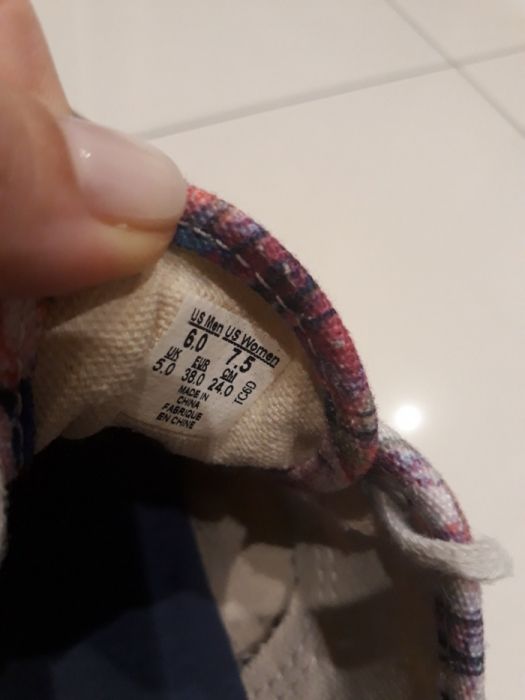 US Men US Women
6.0 7.5
UK EUR CM
5.0 38.0 24.0
TC60
MADE IN
CHINA
FABRIQUE
EN CHINE